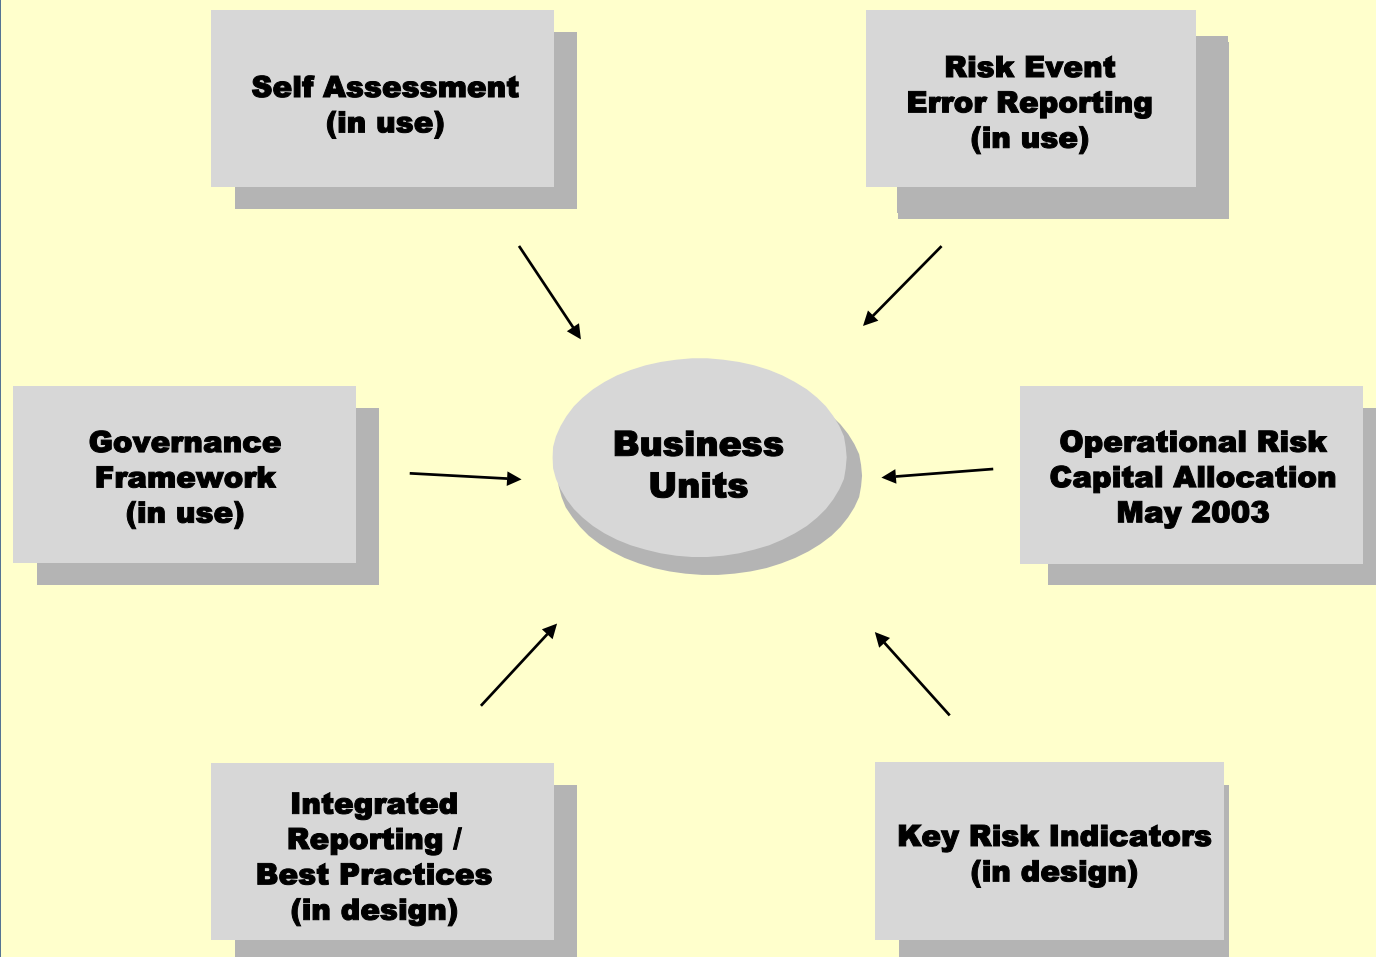 Self Assessment
(in use)
Risk Event
Error Reporting
(in use)
Governance
Framework
(in use)
Business
Units
Operational Risk
Capital Allocation
May 2003
Integrated
Reporting /
Best Practices
(in design)
Key Risk Indicators
(in design)